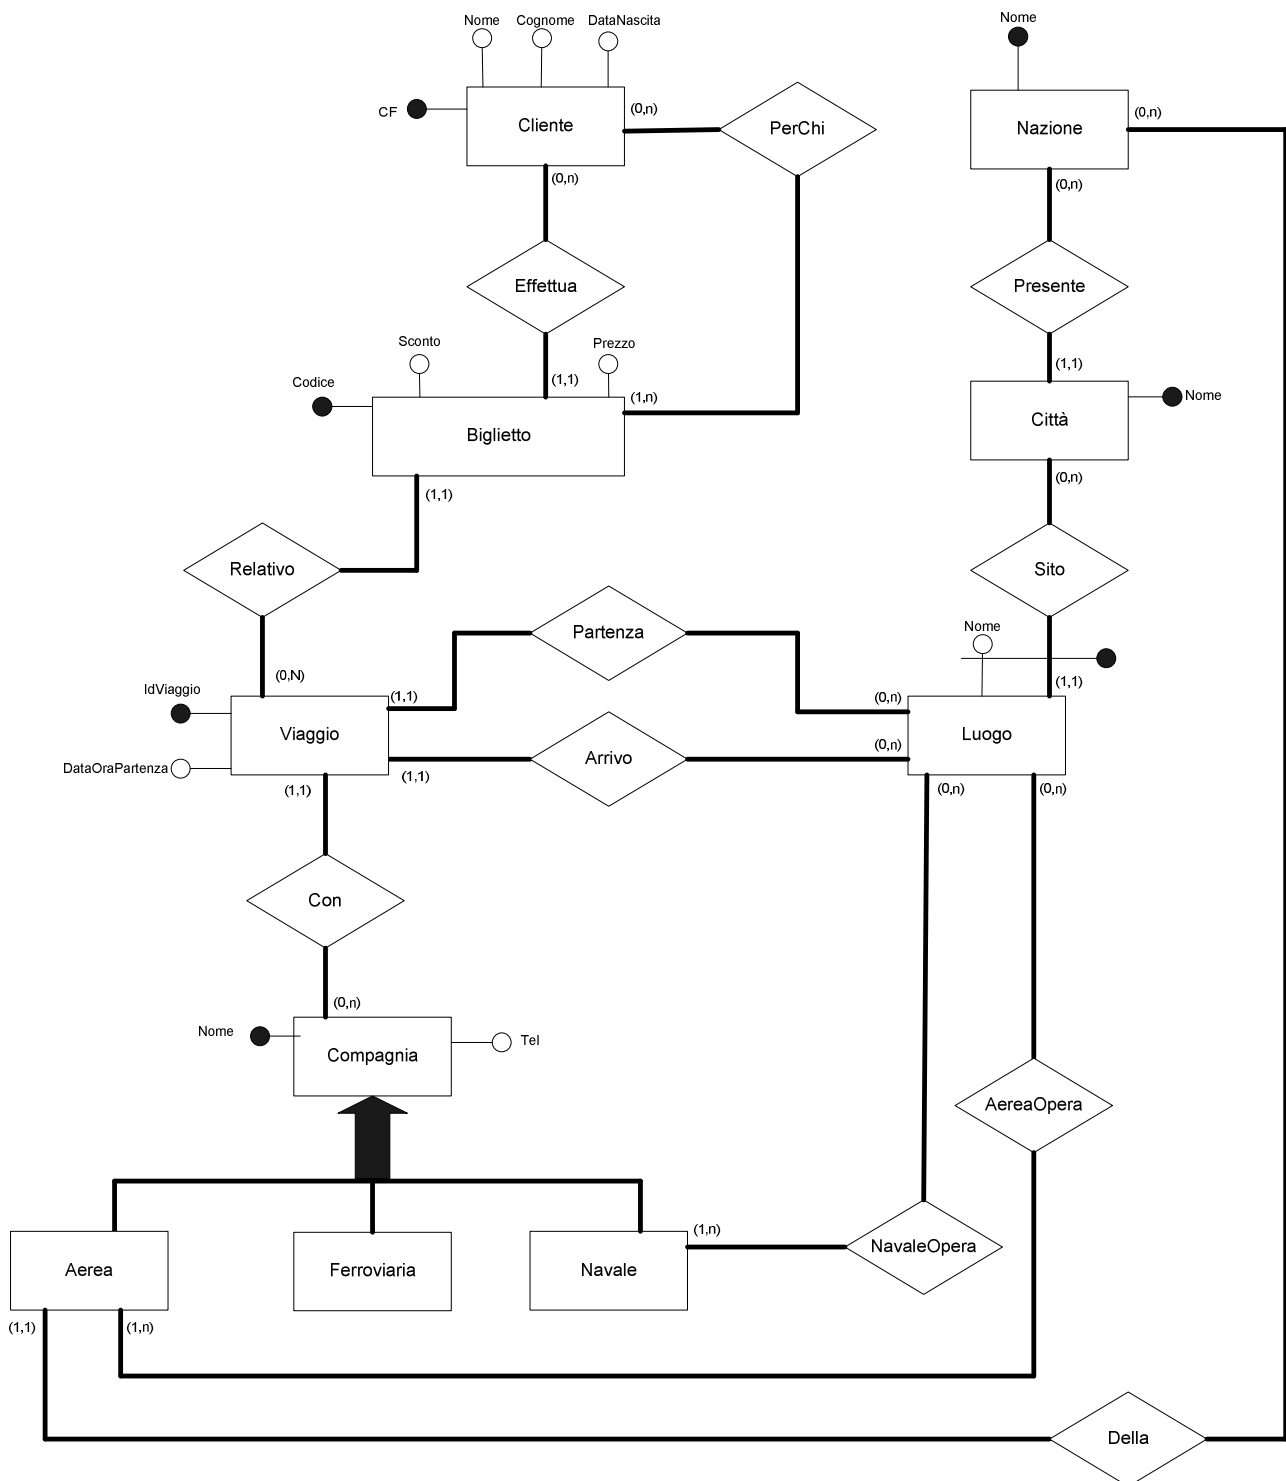 Nome
Cognome
DataNascita
Nome
CF
Cliente
(0,n)
PerChi
Nazione
(0,n)
(0,n)
(0,n)
Effettua
Presente
Sconto
Prezzo
Codice
(1,1)
(1,n)
(1,1)
Nome
Biglietto
Città
(1,1)
(0,n)
Relativo
Sito
Partenza
Nome
(0,N)
(1,1)
IdViaggio
(1,1)
(0,n)
Viaggio
Luogo
(0,n)
Arrivo
DataOraPartenza
(1,1)
(1,1)
(0,n)
(0,n)
Con
(0,n)
Nome
Tel
Compagnia
AereaOpera
(1,n)
NavaleOpera
Aerea
Ferroviaria
Navale
(1,1)
(1,n)
Della